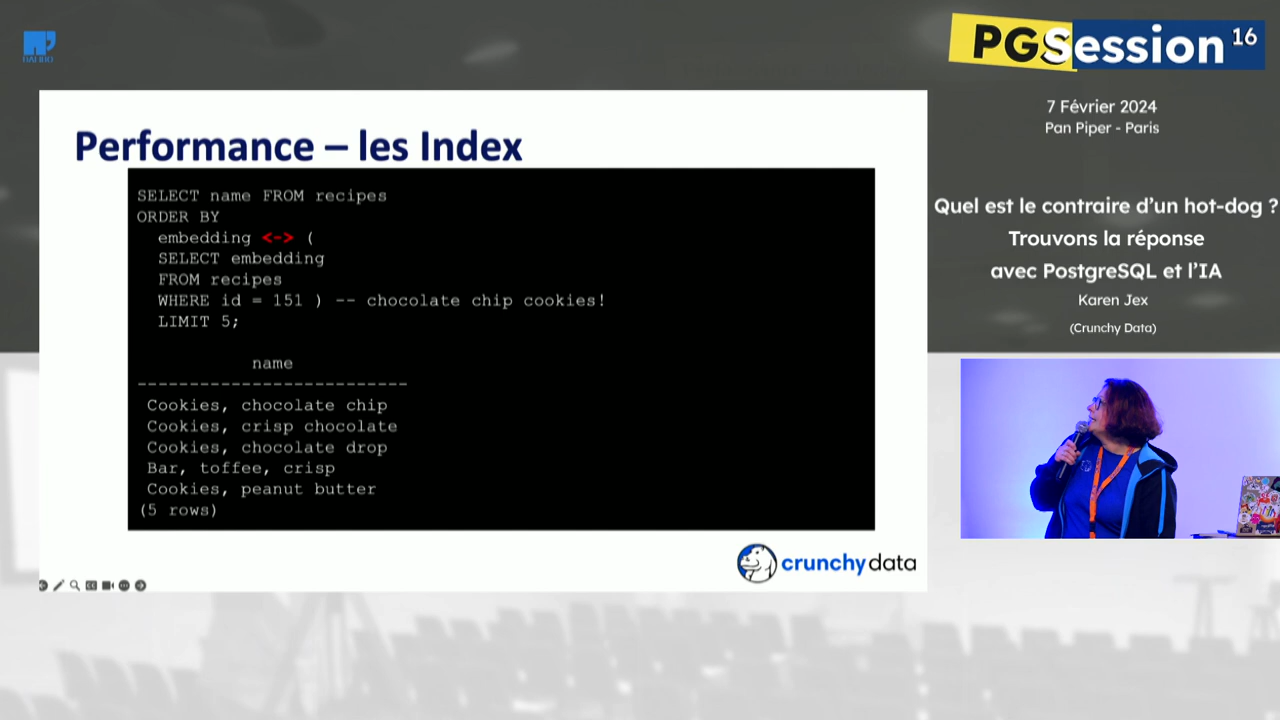 PGSession 16
7 Février 2024
Pan Piper - Paris
Quel est le contraire d'un hot-dog ?
Trouvons la réponse
avec PostgreSQL et l'IA
Karen Jex
(Crunchy Data)
Performance – les Index
SELECT name FROM recipes
ORDER BY
embedding <-> (
SELECT embedding
FROM recipes
WHERE id = 151 ) -- chocolate chip cookies!
LIMIT 5;
name
--------------------------
Cookies, chocolate chip
Cookies, crisp chocolate
Cookies, chocolate drop
Bar, toffee, crisp
Cookies, peanut butter
(5 rows)
crunchydata